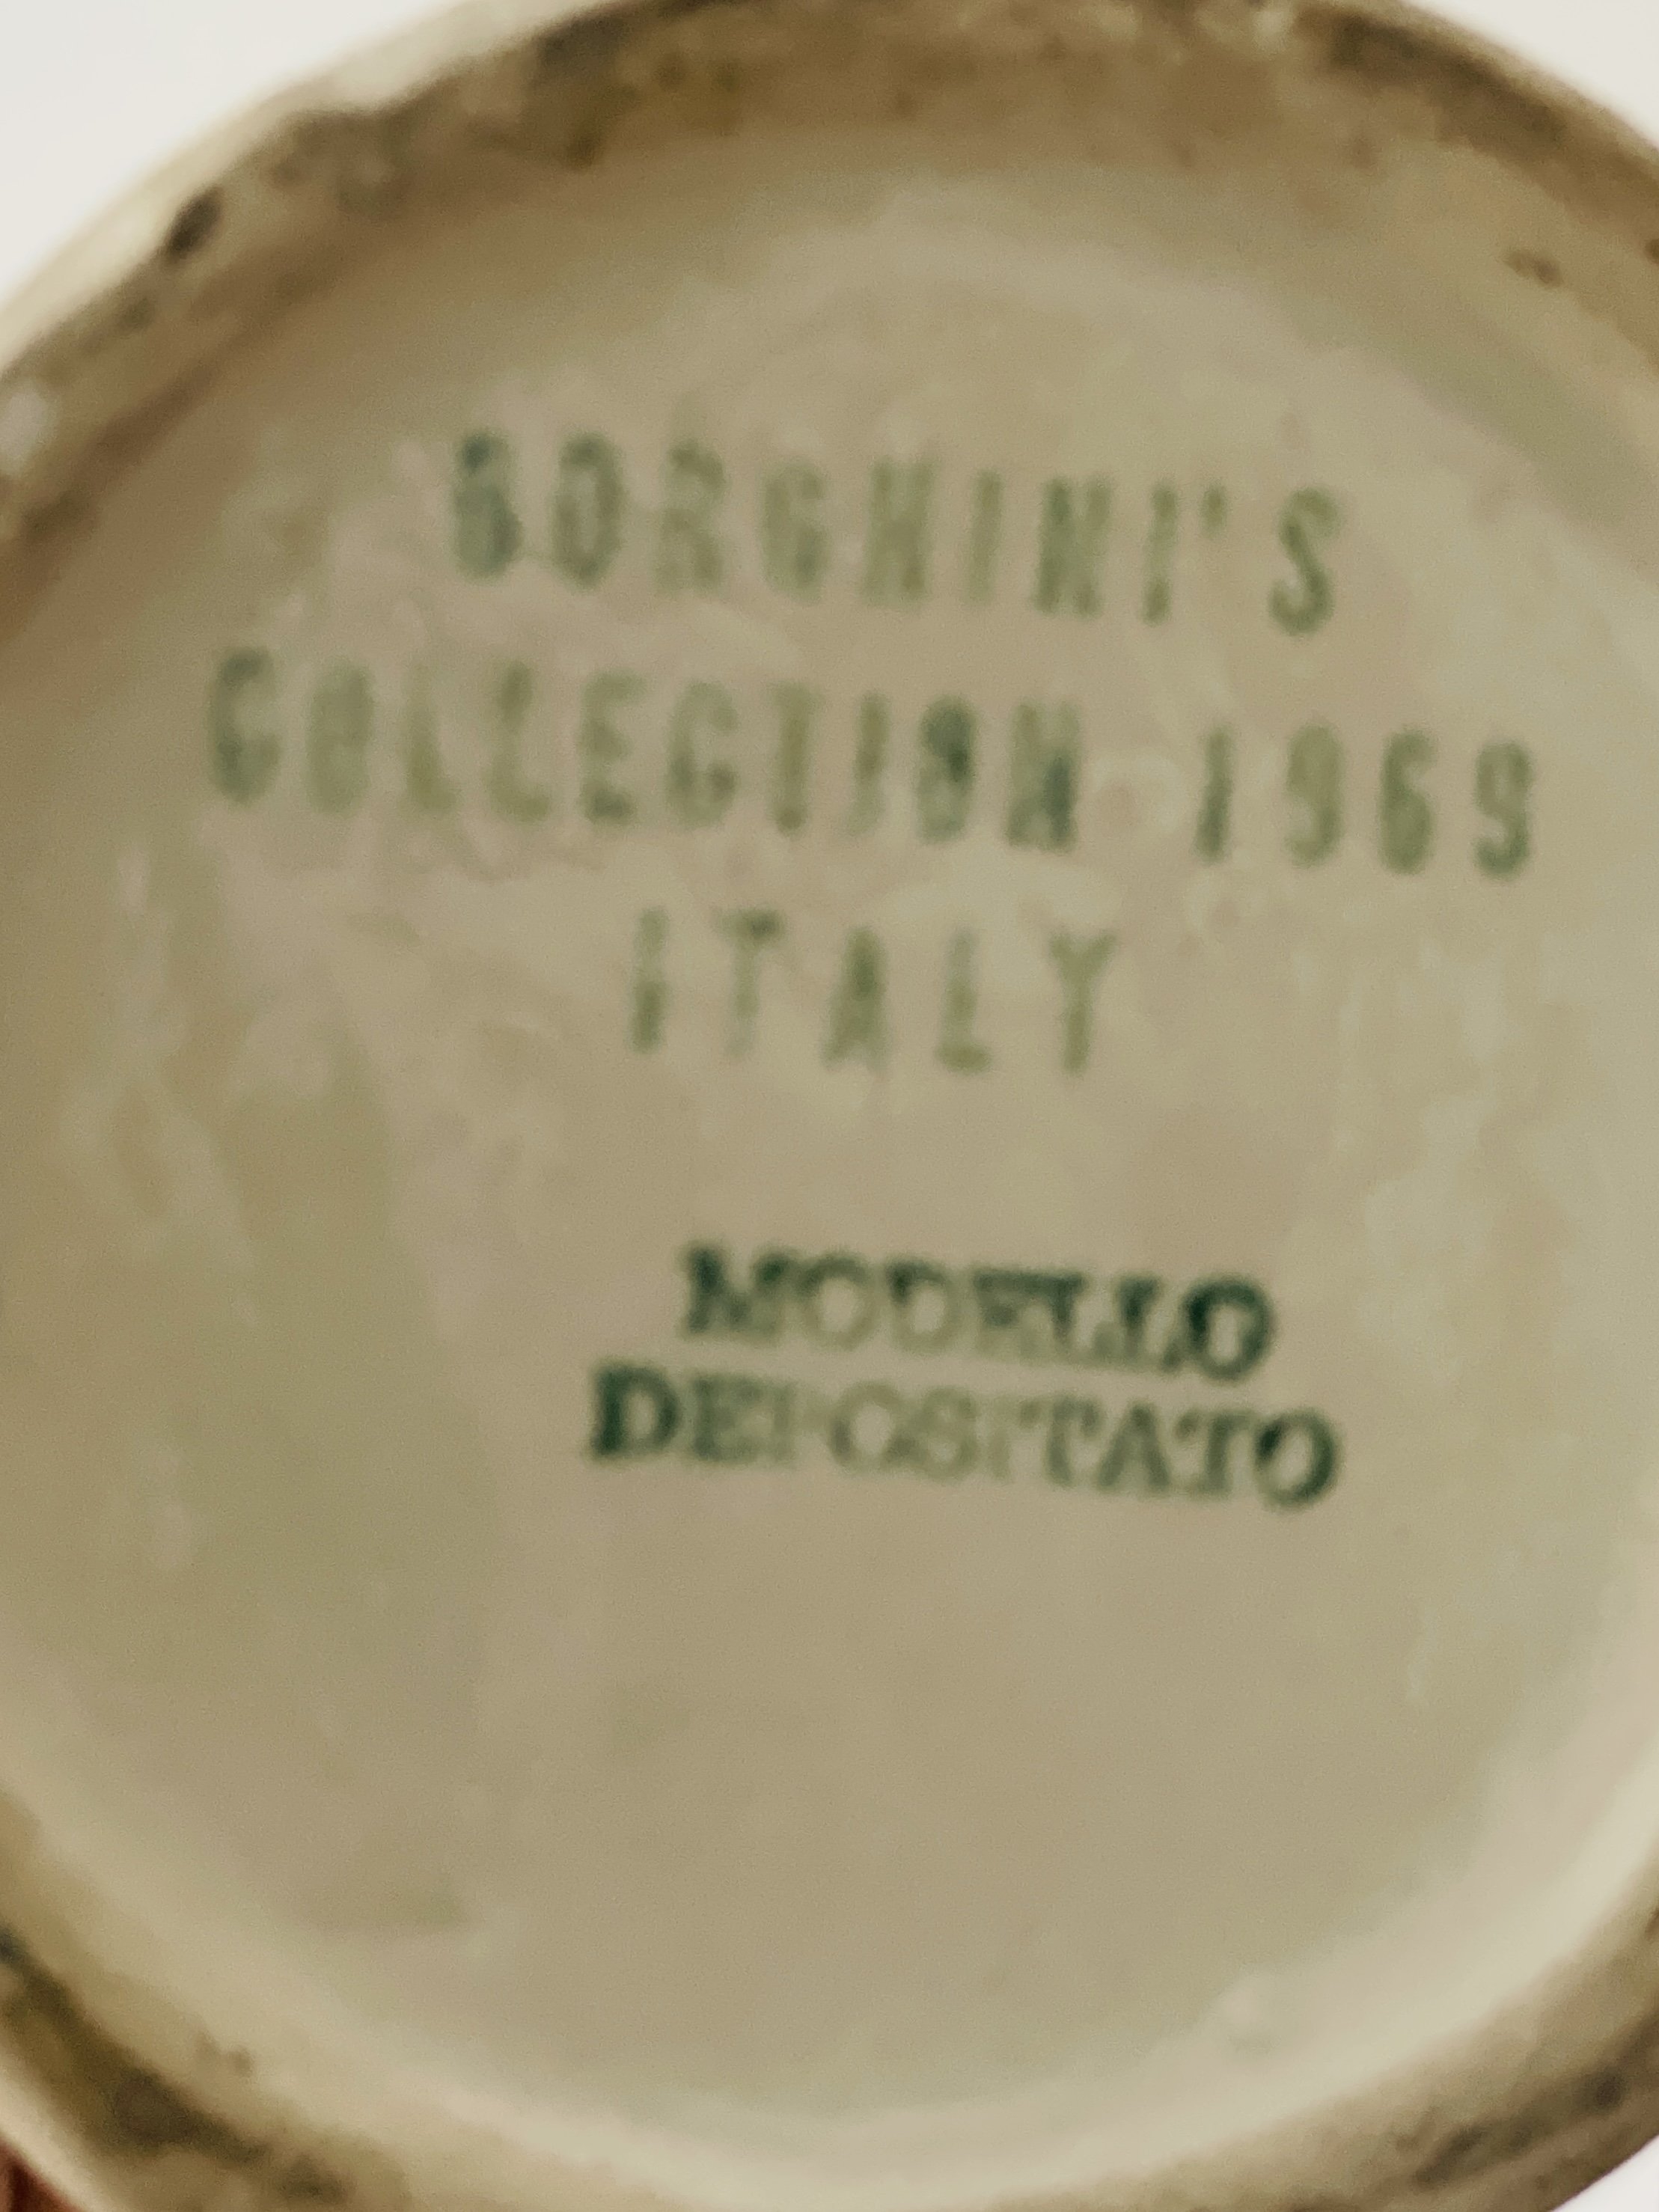 BORGHINI'S
COLLECTION 1969
ITALY
MODELLO
DEPOSITATO